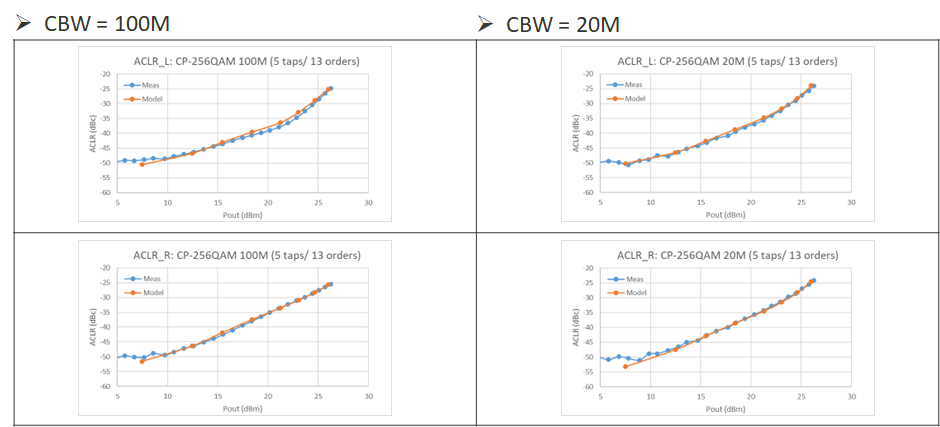 ➢ CBW = 100M
➢ CBW = 20M
ACLR_L: CP-256QAM 100M (5 taps/ 13 orders)
-20
-25
-30
-35
-40
-45
-50
-55
-60
ACLR (dBc)
Meas
Model
5 10 15 20 25 30
Pout (dBm)
ACLR_L: CP-256QAM 20M (5 taps/ 13 orders)
-20
-25
-30
-35
-40
-45
-50
-55
-60
ACLR (dBc)
Meas
Model
5 10 15 20 25 30
Pout (dBm)
ACLR_R: CP-256QAM 100M (5 taps/ 13 orders)
-20
-25
-30
-35
-40
-45
-50
-55
-60
ACLR (dBc)
Meas
Model
5 10 15 20 25 30
Pout (dBm)
ACLR_R: CP-256QAM 20M (5 taps/ 13 orders)
-20
-25
-30
-35
-40
-45
-50
-55
-60
ACLR (dBc)
Meas
Model
5 10 15 20 25 30
Pout (dBm)